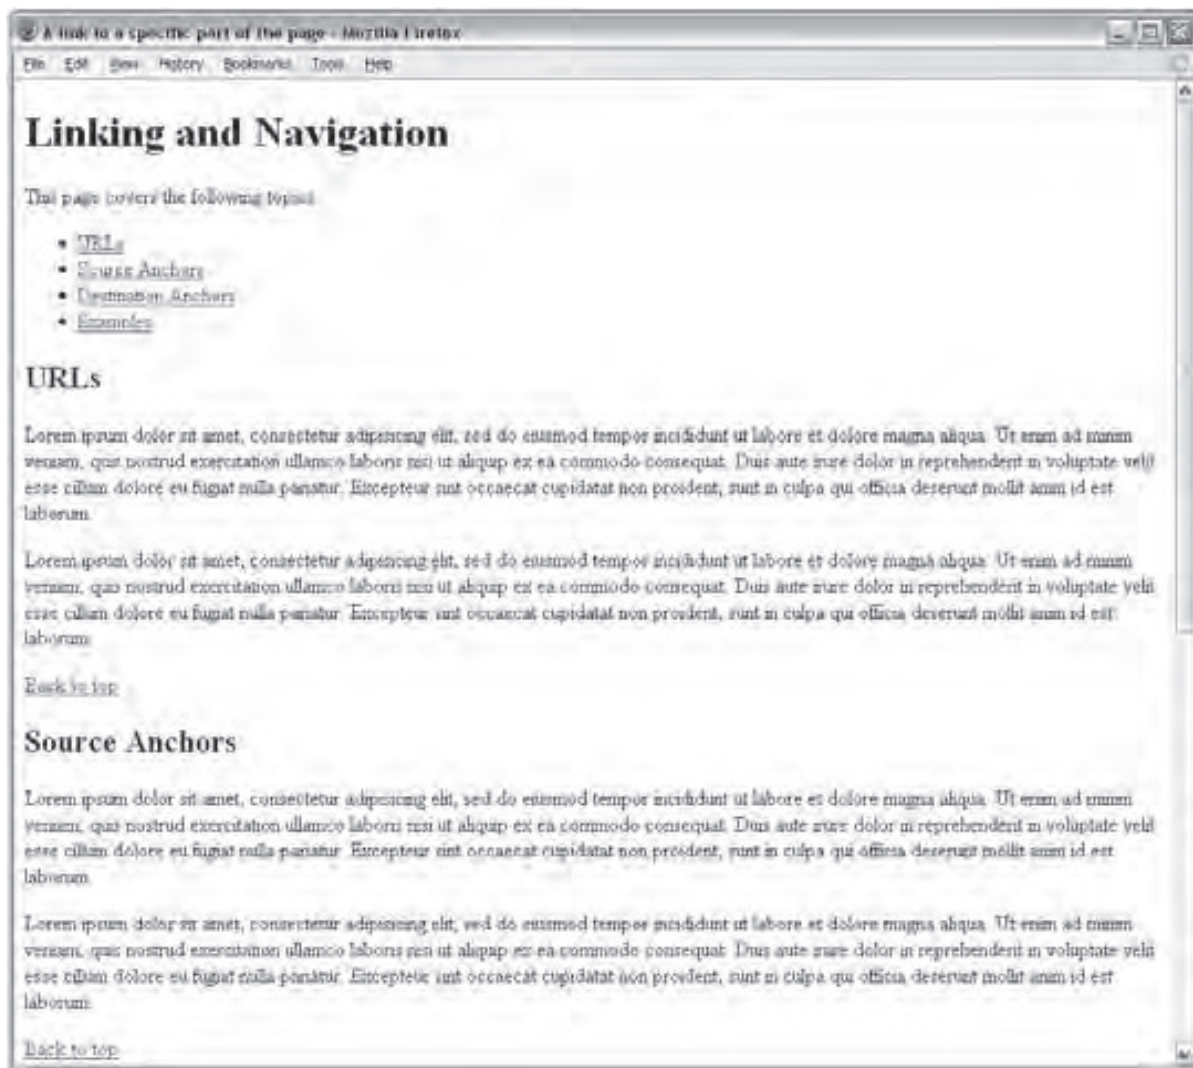 A link to a specific part of the page - Mozilla Firefox
File Edit View History Bookmarks Tools Help
Linking and Navigation
This page covers the following topics
• URLs
• Source Anchors
• Destination Anchors
• Examples
URLs
Lorem ipsum dolor sit amet, consectetur adipisicing elit, sed do eiusmod tempor incididunt ut labore et dolore magna aliqua. Ut enim ad minim
veniam, quis nostrud exercitation ullamco laboris nisi ut aliquip ex ea commodo consequat. Duis aute irure dolor in reprehenderit in voluptate velit
esse cillum dolore eu fugiat nulla pariatur. Excepteur sint occaecat cupidatat non proident, sunt in culpa qui officia deserunt mollit anim id est
laborum.
Lorem ipsum dolor sit amet, consectetur adipisicing elit, sed do eiusmod tempor incididunt ut labore et dolore magna aliqua. Ut enim ad minim
veniam, quis nostrud exercitation ullamco laboris nisi ut aliquip ex ea commodo consequat. Duis aute irure dolor in reprehenderit in voluptate velit
esse cillum dolore eu fugiat nulla pariatur. Excepteur sint occaecat cupidatat non proident, sunt in culpa qui officia deserunt mollit anim id est
laborum.
Back to top
Source Anchors
Lorem ipsum dolor sit amet, consectetur adipisicing elit, sed do eiusmod tempor incididunt ut labore et dolore magna aliqua. Ut enim ad minim
veniam, quis nostrud exercitation ullamco laboris nisi ut aliquip ex ea commodo consequat. Duis aute irure dolor in reprehenderit in voluptate velit
esse cillum dolore eu fugiat nulla pariatur. Excepteur sint occaecat cupidatat non proident, sunt in culpa qui officia deserunt mollit anim id est
laborum.
Lorem ipsum dolor sit amet, consectetur adipisicing elit, sed do eiusmod tempor incididunt ut labore et dolore magna aliqua. Ut enim ad minim
veniam, quis nostrud exercitation ullamco laboris nisi ut aliquip ex ea commodo consequat. Duis aute irure dolor in reprehenderit in voluptate velit
esse cillum dolore eu fugiat nulla pariatur. Excepteur sint occaecat cupidatat non proident, sunt in culpa qui officia deserunt mollit anim id est
laborum.
Back to top